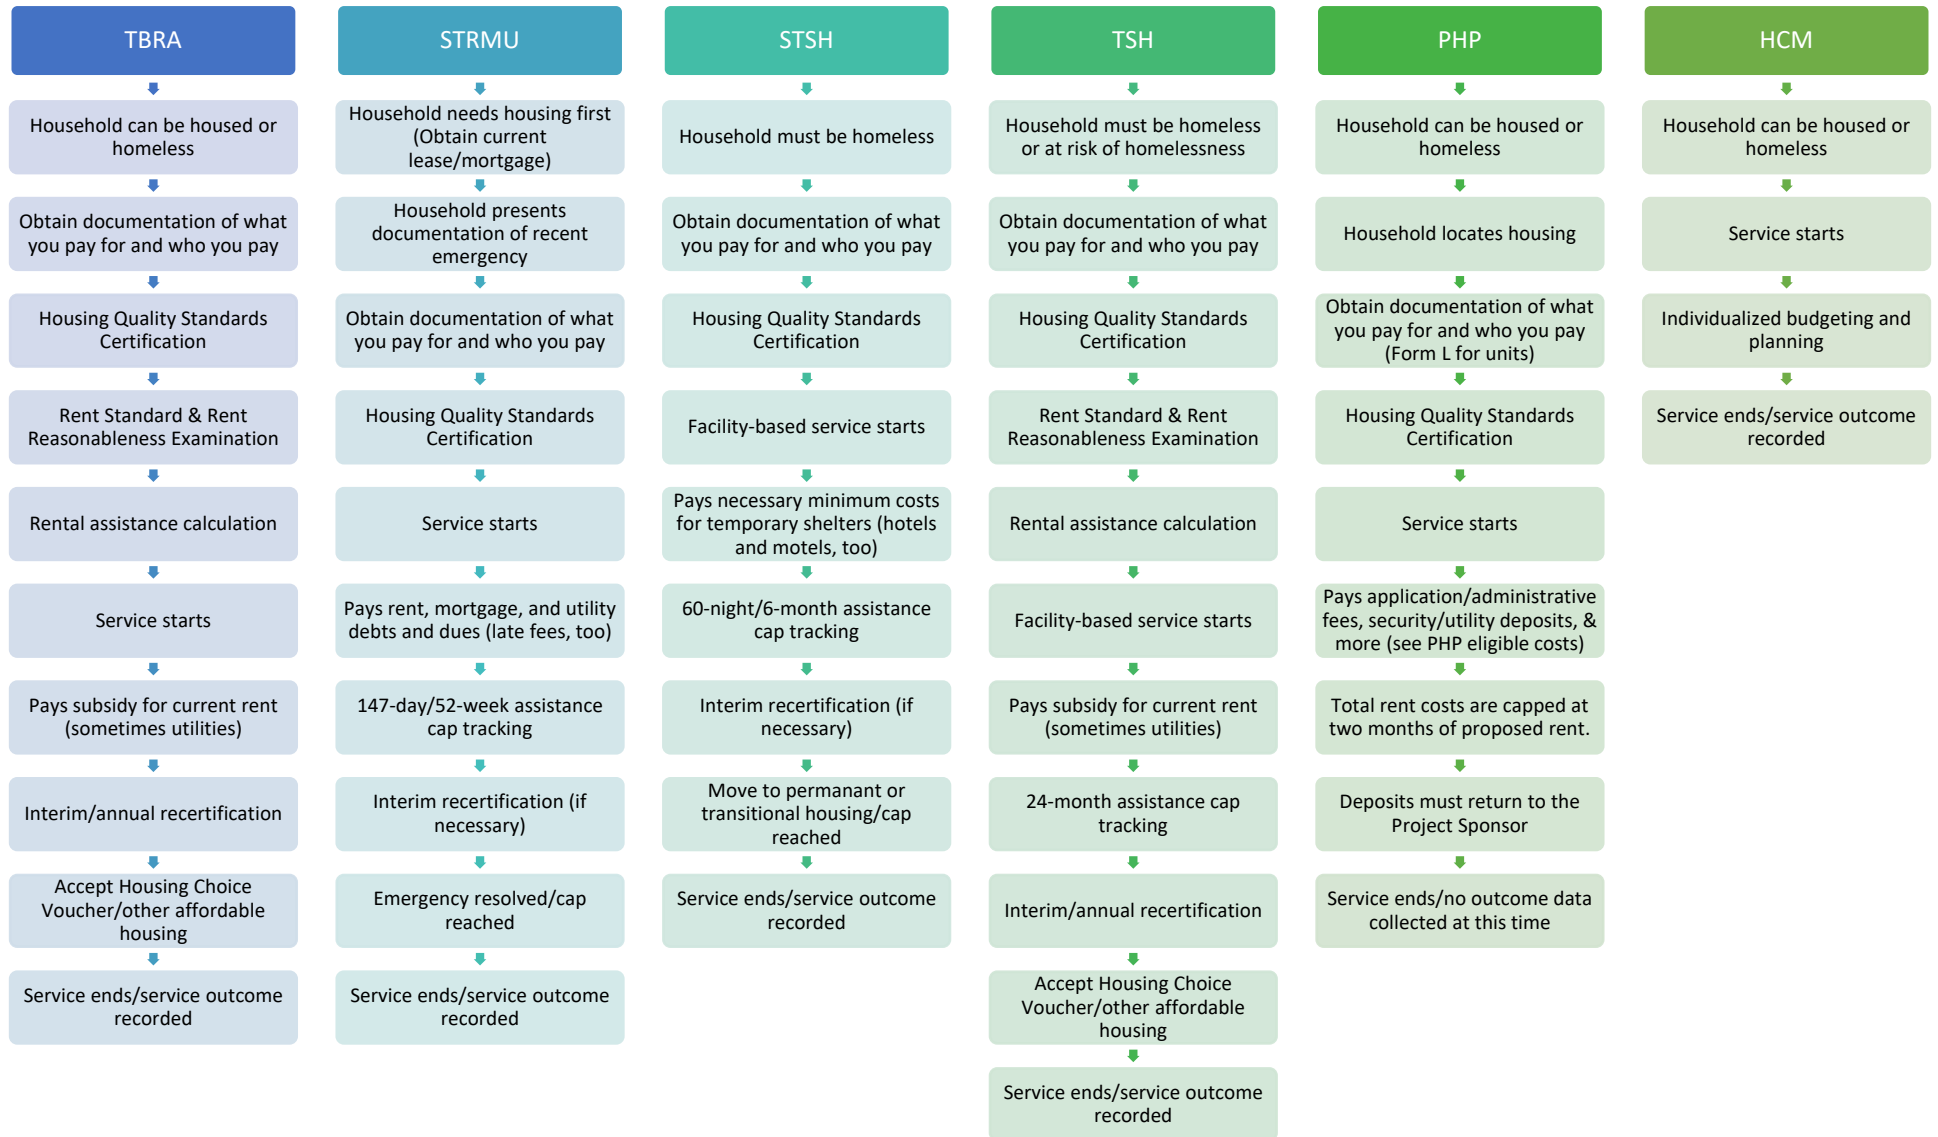 TBRA
Household can be housed or
homeless
Obtain documentation of what
you pay for and who you pay
Housing Quality Standards
Certification
Rent Standard & Rent
Reasonableness Examination
Rental assistance calculation
Service starts
Pays subsidy for current rent
(sometimes utilities)
Interim/annual recertification
Accept Housing Choice
Voucher/other affordable
housing
Service ends/service outcome
recorded
STRMU
Household needs housing first
(Obtain current
lease/mortgage)
Household presents
documentation of recent
emergency
Obtain documentation of what
you pay for and who you pay
Housing Quality Standards
Certification
Service starts
Pays rent, mortgage, and utility
debts and dues (late fees, too)
147-day/52-week assistance
cap tracking
Interim recertification (if
necessary)
Emergency resolved/cap
reached
Service ends/service outcome
recorded
STSH
Household must be homeless
Obtain documentation of what
you pay for and who you pay
Housing Quality Standards
Certification
Facility-based service starts
Pays necessary minimum costs
for temporary shelters (hotels
and motels, too)
60-night/6-month assistance
cap tracking
Interim recertification (if
necessary)
Move to permanant or
transitional housing/cap
reached
Service ends/service outcome
recorded
TSH
Household must be homeless
or at risk of homelessness
Obtain documentation of what
you pay for and who you pay
Housing Quality Standards
Certification
Rent Standard & Rent
Reasonableness Examination
Rental assistance calculation
Facility-based service starts
Pays subsidy for current rent
(sometimes utilities)
24-month assistance cap
tracking
Interim/annual recertification
Accept Housing Choice
Voucher/other affordable
housing
Service ends/service outcome
recorded
PHP
Household can be housed or
homeless
Household locates housing
Obtain documentation of what
you pay for and who you pay
(Form L for units)
Housing Quality Standards
Certification
Service starts
Pays application/administrative
fees, security/utility deposits, &
more (see PHP eligible costs)
Total rent costs are capped at
two months of proposed rent.
Deposits must return to the
Project Sponsor
Service ends/no outcome data
collected at this time
HCM
Household can be housed or
homeless
Service starts
Individualized budgeting and
planning
Service ends/service outcome
recorded